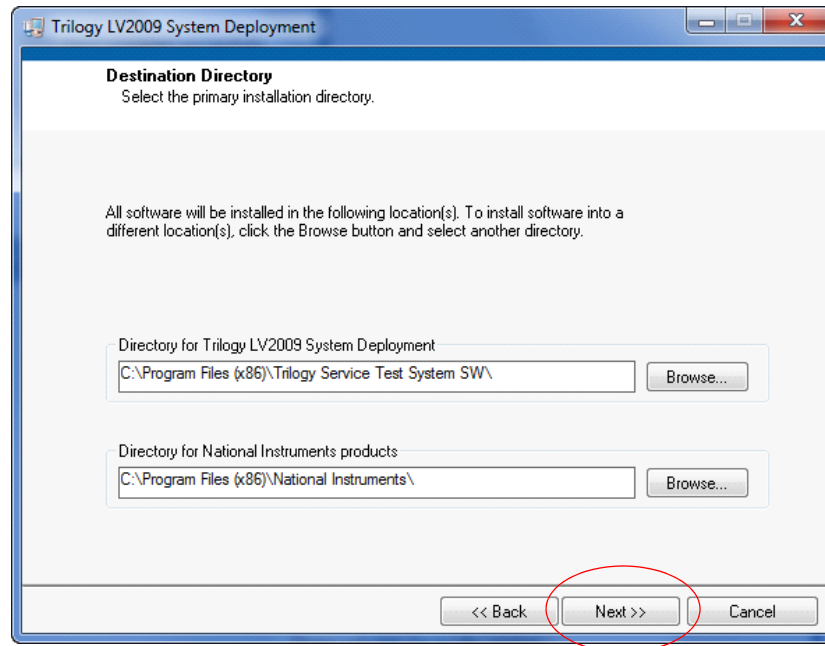 Trilogy LV2009 System Deployment
Destination Directory
Select the primary installation directory.
All software will be installed in the following location(s). To install software into a
different location(s), click the Browse button and select another directory.
Directory for Trilogy LV2009 System Deployment
C:\Program Files (x86)\Trilogy Service Test System SW\
Browse...
Directory for National Instruments products
C:\Program Files (x86)\National Instruments\
Browse...
<< Back Next >> Cancel